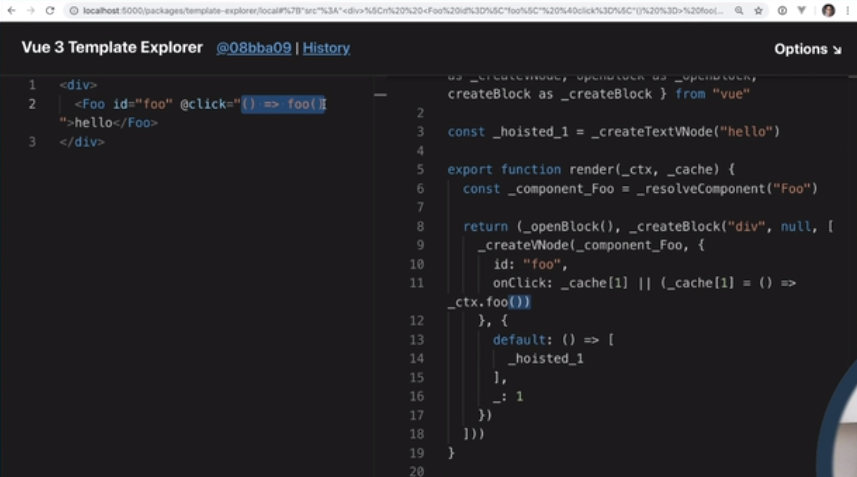 localhost:5000/packages/template-explorer/local#%7B"src"%3A"<div>%5Cn%20%20<Foo%20id%3D%5C"foo%5C"%20%40click%3D%5C"()%20%3D>%20foo(...
Vue 3 Template Explorer @08bba09 | History
Options ↘
1 <div>
2 <Foo id="foo" @click="() => foo()
">hello</Foo>
3 </div>
as _createVNode, openBlock as _openBlock,
createBlock as _createBlock } from "vue"
2
3 const _hoisted_1 = _createTextVNode("hello")
4
5 export function render(_ctx, _cache) {
6 const _component_Foo = _resolveComponent("Foo")
7
8 return (_openBlock(), _createBlock("div", null, [
9 _createVNode(_component_Foo, {
10 id: "foo",
11 onClick: _cache[1] || (_cache[1] = () =>
_ctx.foo())
12 }, {
13 default: () => [
14 _hoisted_1
15 ],
16 _: 1
17 })
18 ]))
19 }
20